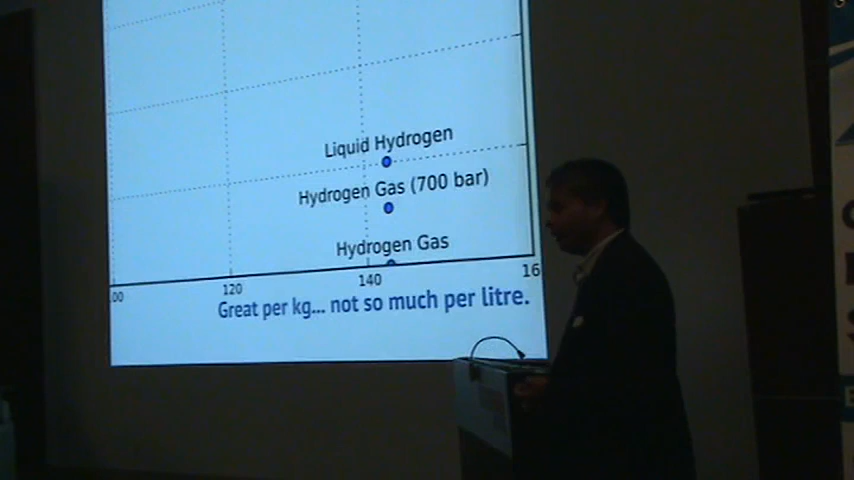 Liquid Hydrogen
Hydrogen Gas (700 bar)
Hydrogen Gas
00 120 140 16
Great per kg... not so much per litre.